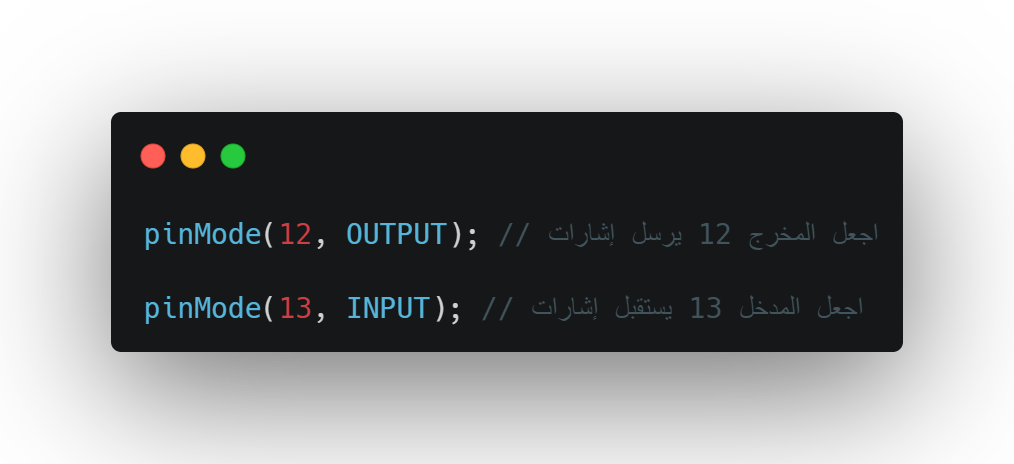 pinMode(12, OUTPUT); // اجعل المخرج 12 يرسل إشارات
pinMode(13, INPUT); // اجعل المدخل 13 يستقبل إشارات